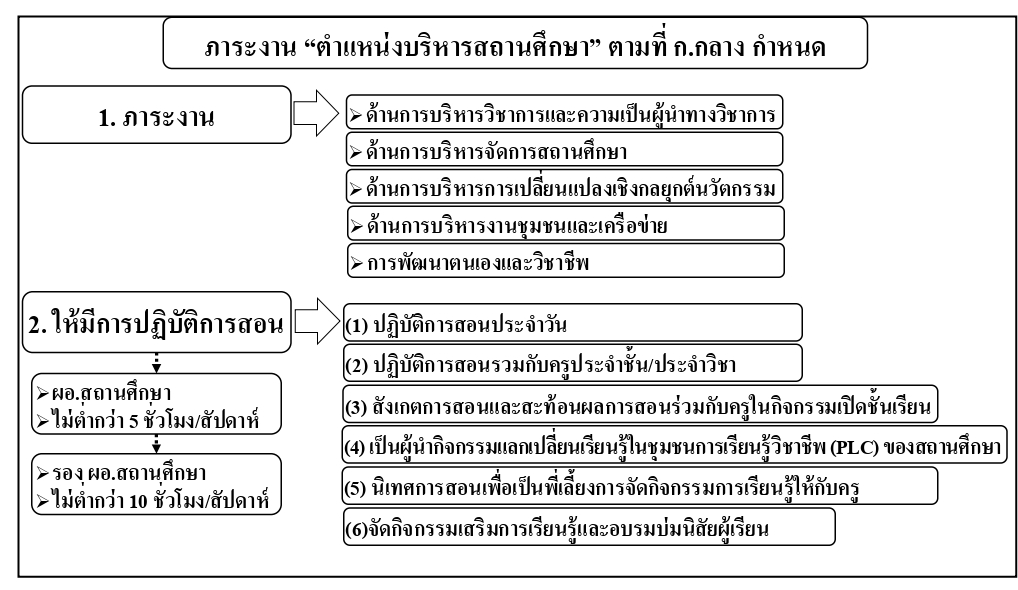 ภาระงาน “ตำแหน่งบริหารสถานศึกษา” ตามที่ ก.กลาง กำหนด
1. ภาระงาน
➢ ด้านการบริหารวิชาการและความเป็นผู้นำทางวิชาการ
➢ ด้านการบริหารจัดการสถานศึกษา
➢ ด้านการบริหารการเปลี่ยนแปลงเชิงกลยุกต์นวัตกรรม
➢ ด้านการบริหารงานชุมชนและเครือข่าย
➢ การพัฒนาตนเองและวิชาชีพ
2. ให้มีการปฏิบัติการสอน
➢ ผอ.สถานศึกษา
➢ ไม่ต่ำกว่า 5 ชั่วโมง/สัปดาห์
➢ รอง ผอ.สถานศึกษา
➢ ไม่ต่ำกว่า 10 ชั่วโมง/สัปดาห์
(1) ปฏิบัติการสอนประจำวัน
(2) ปฏิบัติการสอนรวมกับครูประจำชั้น/ประจำวิชา
(3) สังเกตการสอนและสะท้อนผลการสอนร่วมกับครูในกิจกรรมเปิดชั้นเรียน
(4) เป็นผู้นำกิจกรรมแลกเปลี่ยนเรียนรู้ในชุมชนการเรียนรู้วิชาชีพ (PLC) ของสถานศึกษา
(5) นิเทศการสอนเพื่อเป็นพี่เลี้ยงการจัดกิจกรรมการเรียนรู้ให้กับครู
(6)จัดกิจกรรมเสริมการเรียนรู้และอบรมบ่มนิสัยผู้เรียน